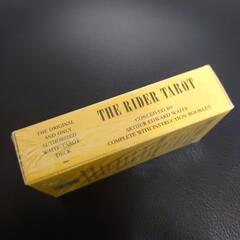 THE ORIGINAL
AND ONLY
AUTHORIZED
WAITE TAROT
DECK
THE RIDER TAROT
CONCEIVED BY
ARTHUR EDWARD WAITE
COMPLETE WITH INSTRUCTION BOOKLET